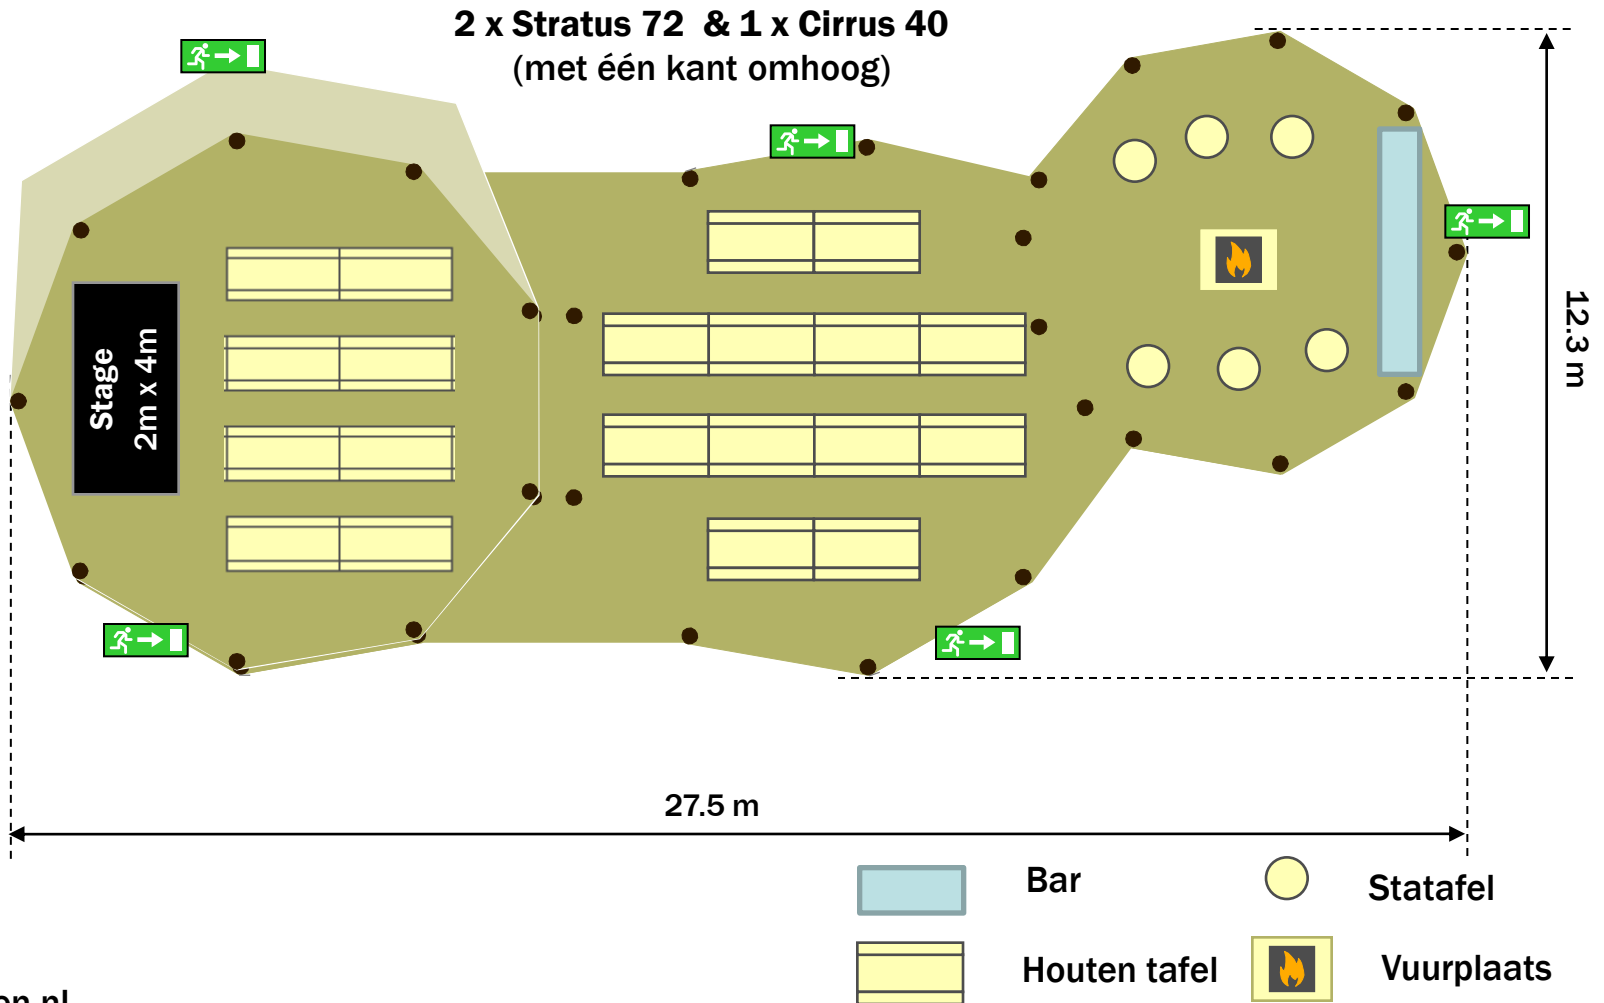 2 x Stratus 72 & 1 x Cirrus 40
(met één kant omhoog)
Stage
2m x 4m
12.3 m
27.5 m
Bar
Statafel
Houten tafel
Vuurplaats